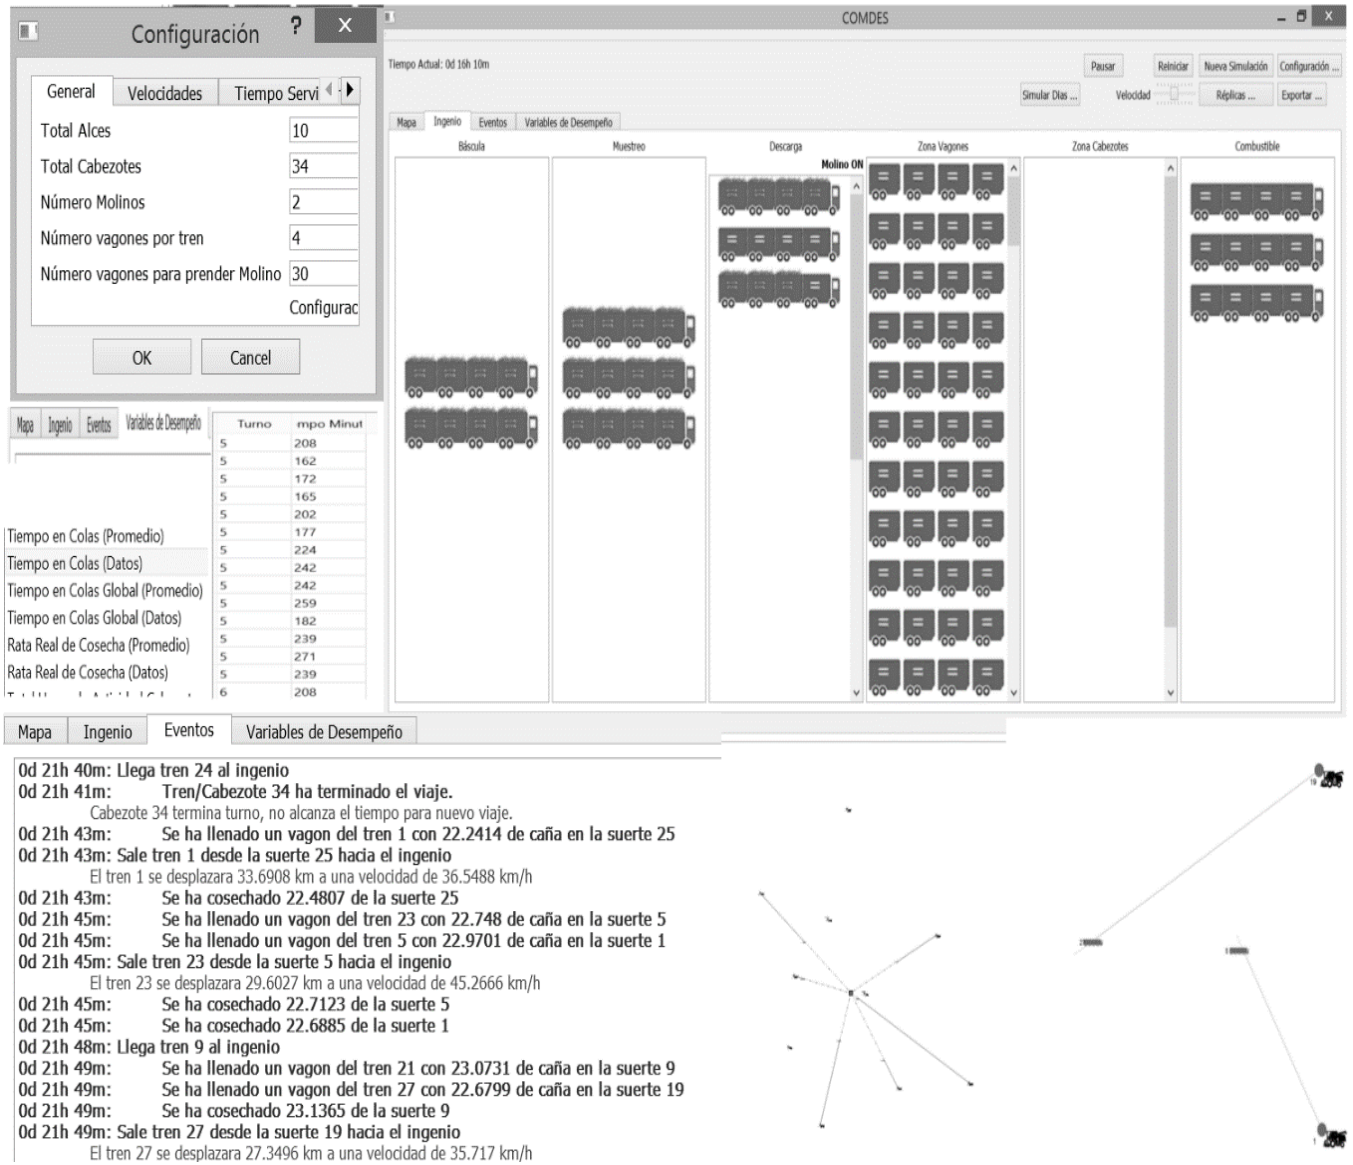 Configuración ? X
General Velocidades Tiempo Servi
Total Alces 10
Total Cabezotes 34
Número Molinos 2
Número vagones por tren 4
Número vagones para prender Molino 30
Configurac
OK Cancel
COMDES
Tiempo Actual: 0d 16h 10m
Pausar Reiniciar Nueva Simulación Configuración ...
Simular Dias ... Velocidad Réplicas ... Exportar ...
Mapa Ingenio Eventos Variables de Desempeño
Báscula Muestreo Descarga Zona Vagones Zona Cabezotes Combustible
Molino ON
Mapa Ingenio Eventos Variables de Desempeño
Tiempo en Colas (Promedio)
Tiempo en Colas (Datos)
Tiempo en Colas Global (Promedio)
Tiempo en Colas Global (Datos)
Rata Real de Cosecha (Promedio)
Rata Real de Cosecha (Datos)
Turno mpo Minut
5 208
5 162
5 172
5 165
5 202
5 177
5 224
5 242
5 242
5 259
5 182
5 239
5 271
5 239
6 208
Mapa Ingenio Eventos Variables de Desempeño
0d 21h 40m: Llega tren 24 al ingenio
0d 21h 41m: Tren/Cabezote 34 ha terminado el viaje.
Cabezote 34 termina turno, no alcanza el tiempo para nuevo viaje.
0d 21h 43m: Se ha llenado un vagon del tren 1 con 22.2414 de caña en la suerte 25
0d 21h 43m: Sale tren 1 desde la suerte 25 hacia el ingenio
El tren 1 se desplazara 33.6908 km a una velocidad de 36.5488 km/h
0d 21h 43m: Se ha cosechado 22.4807 de la suerte 25
0d 21h 45m: Se ha llenado un vagon del tren 23 con 22.748 de caña en la suerte 5
0d 21h 45m: Se ha llenado un vagon del tren 5 con 22.9701 de caña en la suerte 1
0d 21h 45m: Sale tren 23 desde la suerte 5 hacia el ingenio
El tren 23 se desplazara 29.6027 km a una velocidad de 45.2666 km/h
0d 21h 45m: Se ha cosechado 22.7123 de la suerte 5
0d 21h 45m: Se ha cosechado 22.6885 de la suerte 1
0d 21h 48m: Llega tren 9 al ingenio
0d 21h 49m: Se ha llenado un vagon del tren 21 con 23.0731 de caña en la suerte 9
0d 21h 49m: Se ha llenado un vagon del tren 27 con 22.6799 de caña en la suerte 19
0d 21h 49m: Se ha cosechado 23.1365 de la suerte 9
0d 21h 49m: Sale tren 27 desde la suerte 19 hacia el ingenio
El tren 27 se desplazara 27.3496 km a una velocidad de 35.717 km/h
19
1